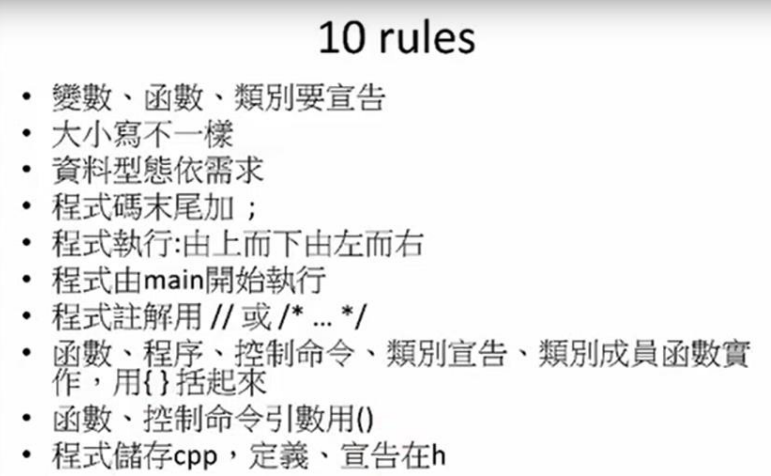 10 rules
• 變數、函數、類別要宣告
• 大小寫不一樣
• 資料型態依需求
• 程式碼末尾加 ;
• 程式執行:由上而下由左而右
• 程式由main開始執行
• 程式註解用 // 或 /* ... */
• 函數、程序、控制命令、類別宣告、類別成員函數實
作，用{ } 括起來
• 函數、控制命令引數用()
• 程式儲存cpp，定義、宣告在h